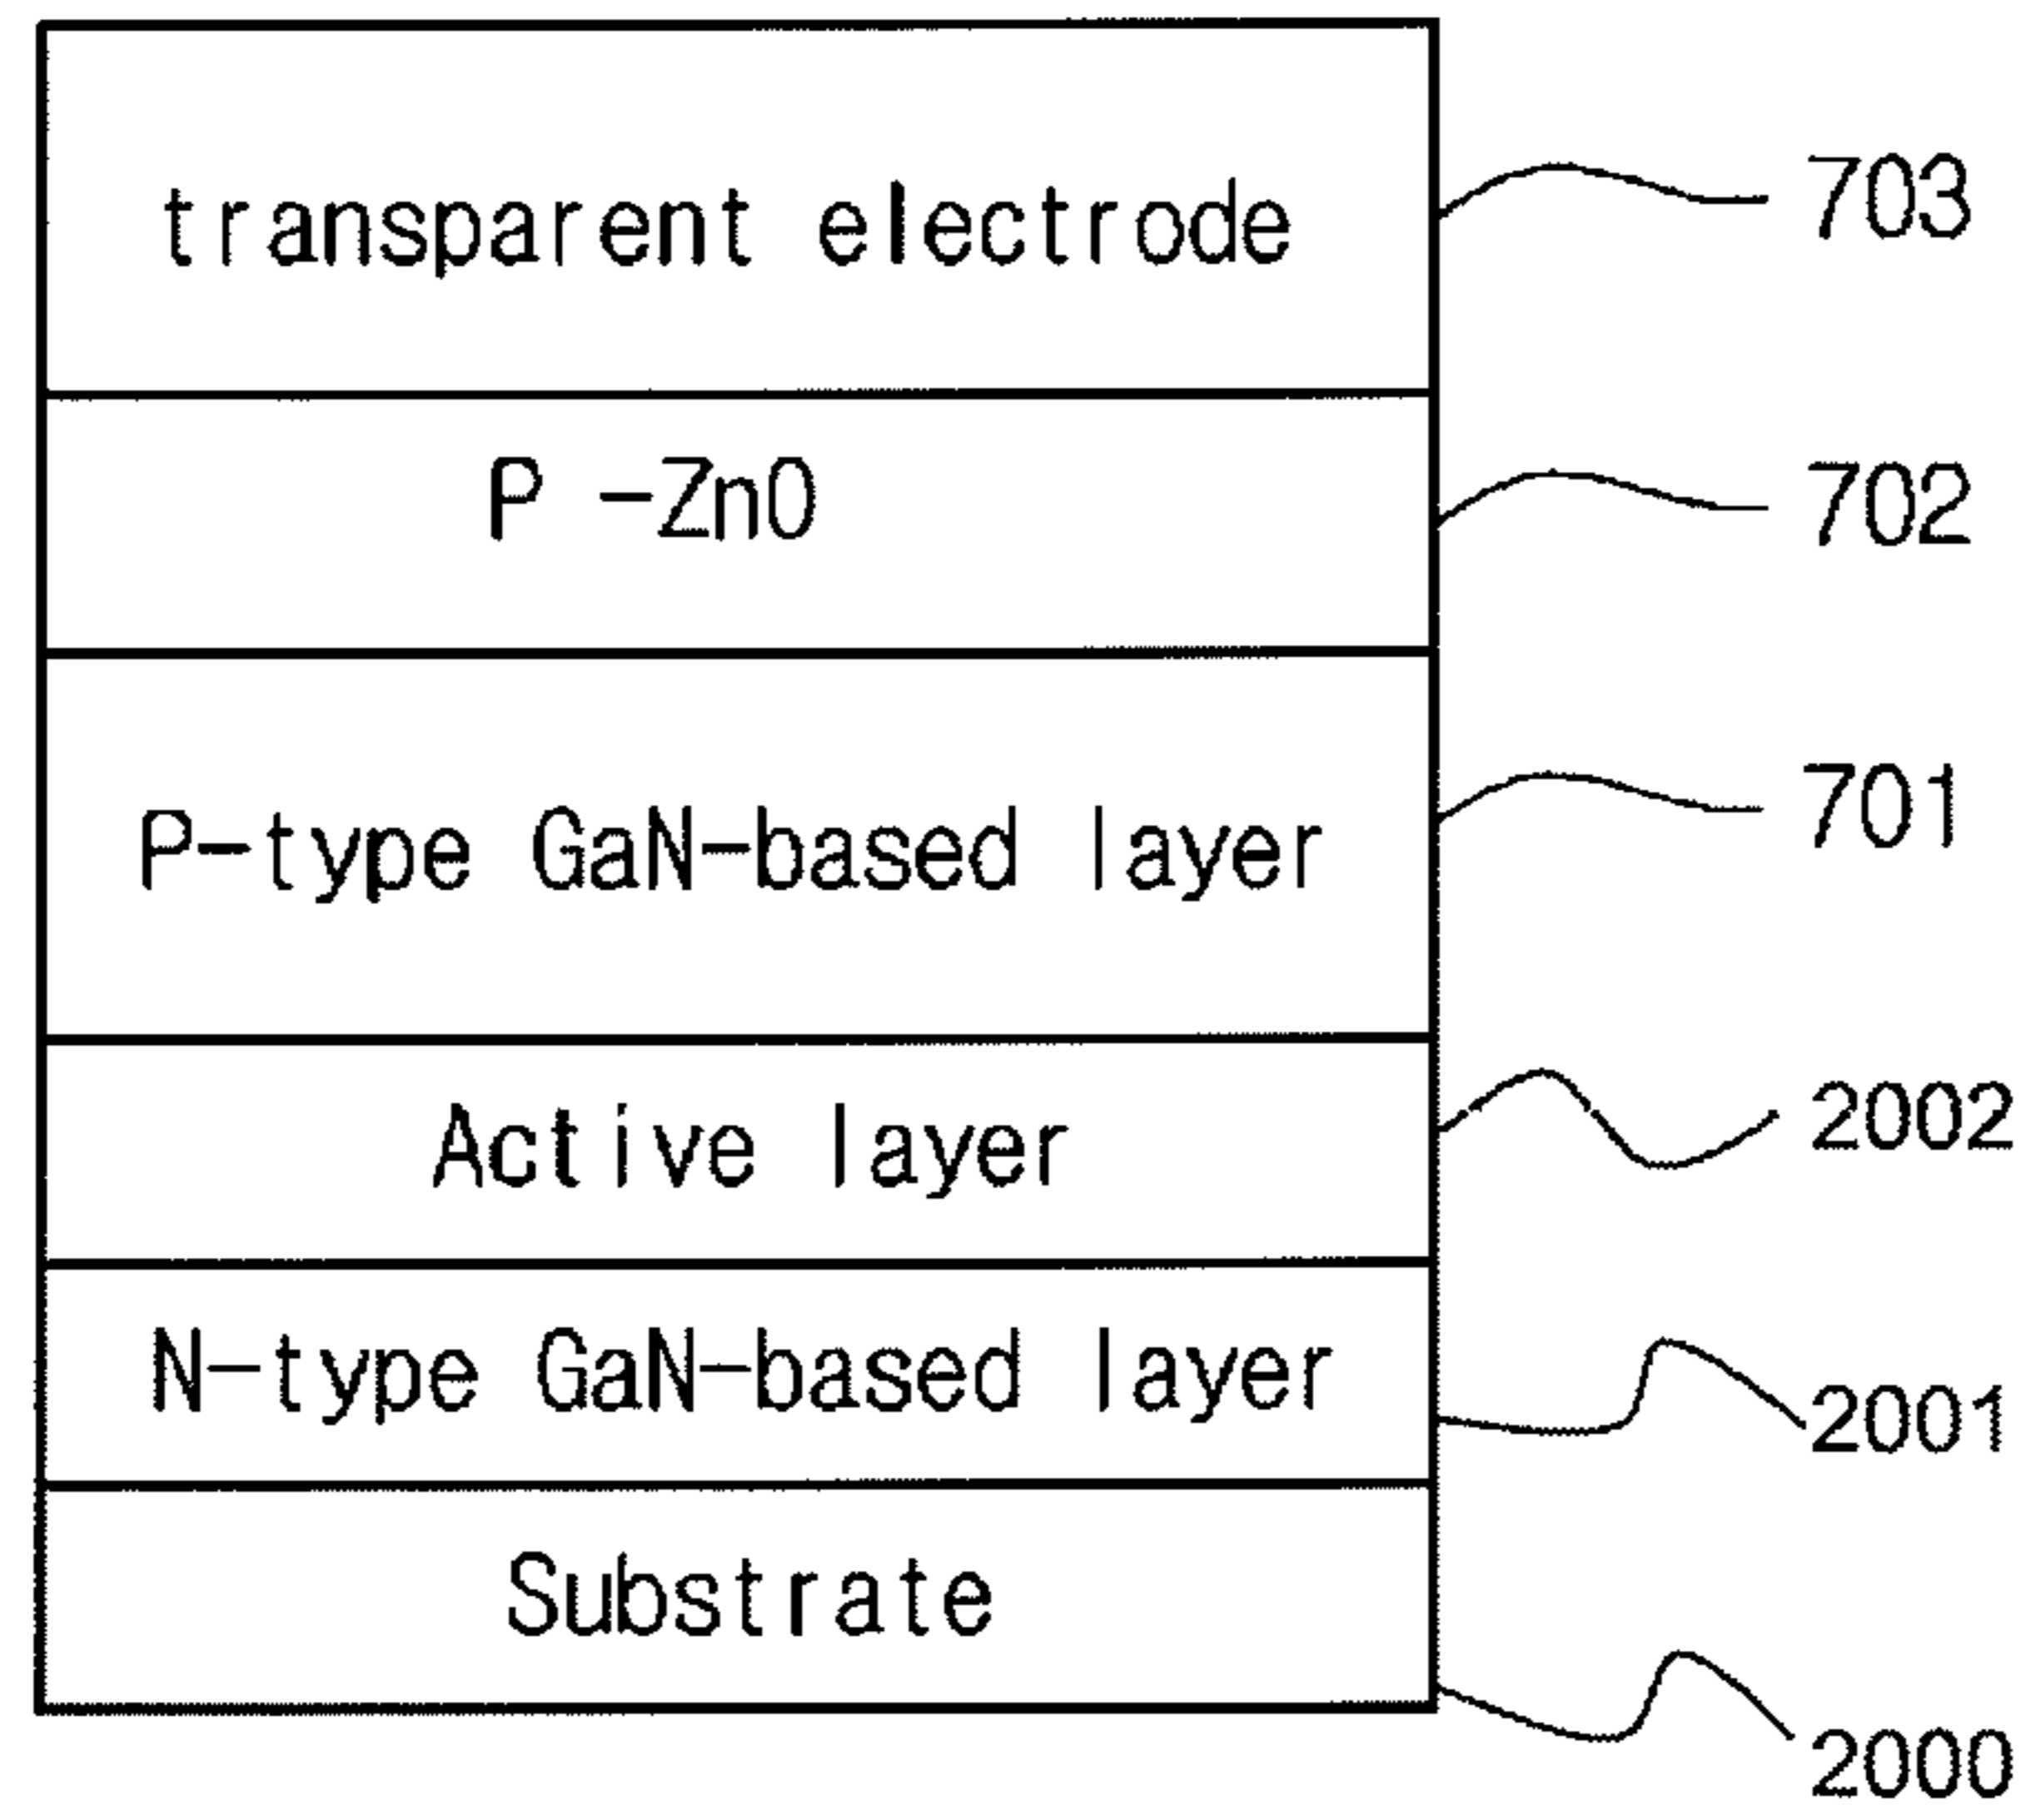 transparent electrode 703
P -ZnO 702
P-type GaN-based layer 701
Active layer 2002
N-type GaN-based layer 2001
Substrate 2000